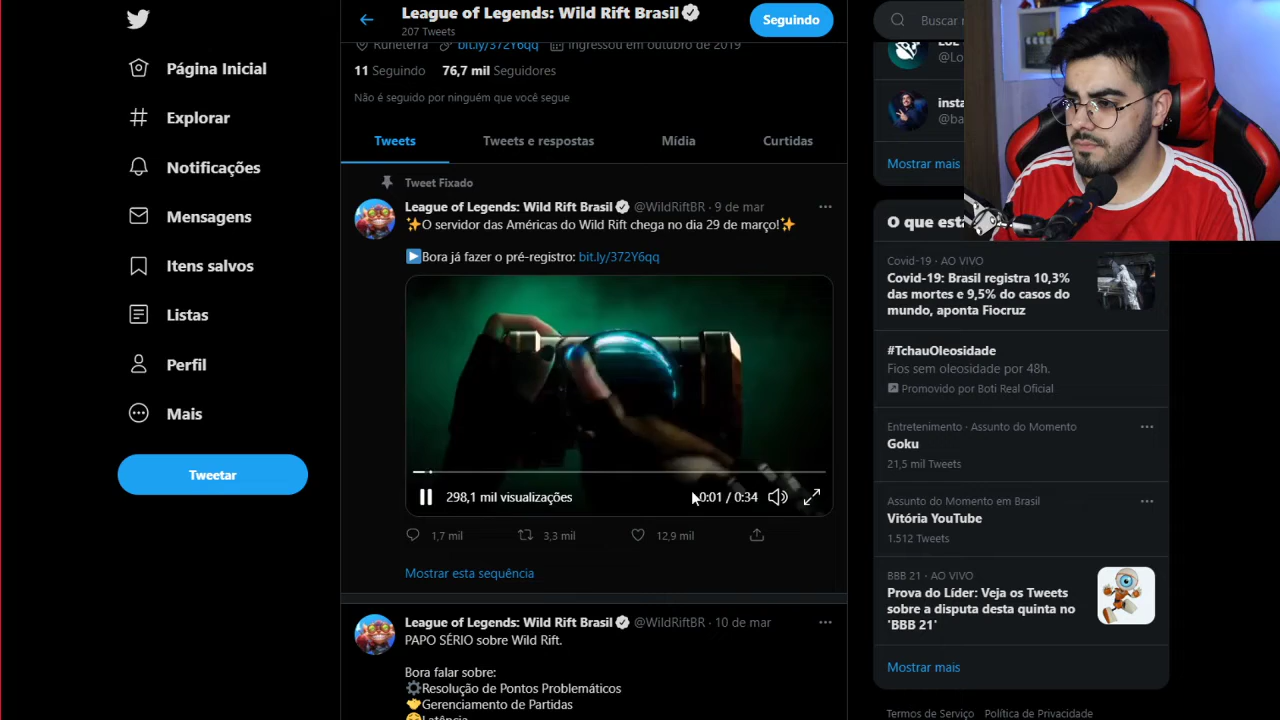 Página Inicial
Explorar
Notificações
Mensagens
Itens salvos
Listas
Perfil
Mais
Tweetar
League of Legends: Wild Rift Brasil
207 Tweets
Seguindo
Runeterra bit.ly/372Y6qq Ingressou em outubro de 2019
11 Seguindo 76,7 mil Seguidores
Não é seguido por ninguém que você segue
Tweets Tweets e respostas Mídia Curtidas
Tweet Fixado
League of Legends: Wild Rift Brasil @WildRiftBR · 9 de mar
✨O servidor das Américas do Wild Rift chega no dia 29 de março!✨
▶️Bora já fazer o pré-registro: bit.ly/372Y6qq
298,1 mil visualizações
0:01 / 0:34
1,7 mil 3,3 mil 12,9 mil
Mostrar esta sequência
League of Legends: Wild Rift Brasil @WildRiftBR · 10 de mar
PAPO SÉRIO sobre Wild Rift.
Bora falar sobre:
⚙️Resolução de Pontos Problemáticos
Gerenciamento de Partidas
Latência
Buscar
@Lo
insta
@ba
Mostrar mais
O que est
Covid-19 · AO VIVO
Covid-19: Brasil registra 10,3%
das mortes e 9,5% do casos do
mundo, aponta Fiocruz
#TchauOleosidade
Fios sem oleosidade por 48h.
Promovido por Boti Real Oficial
Entretenimento · Assunto do Momento
Goku
21,5 mil Tweets
Assunto do Momento em Brasil
Vitória YouTube
1.512 Tweets
BBB 21 · AO VIVO
Prova do Líder: Veja os Tweets
sobre a disputa desta quinta no
'BBB 21'
Mostrar mais
Termos de Serviço Política de Privacidade